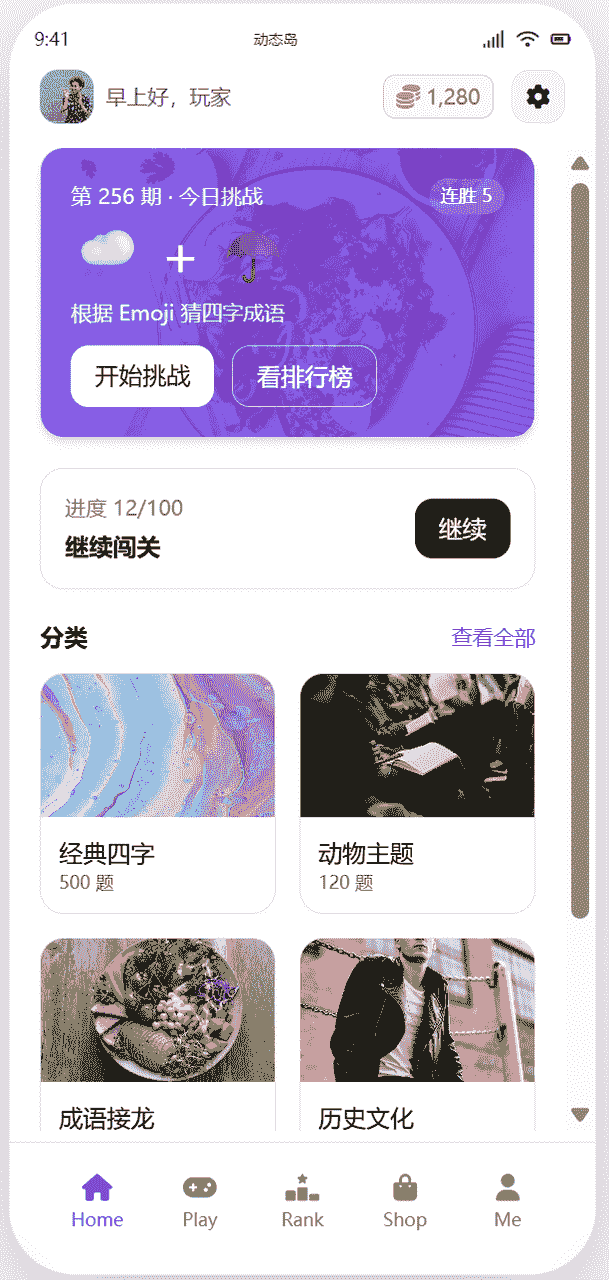 9:41
动态岛
早上好，玩家
1,280
第 256 期 · 今日挑战
连胜 5
+
根据 Emoji 猜四字成语
开始挑战
看排行榜
进度 12/100
继续闯关
继续
分类
查看全部
经典四字
500 题
动物主题
120 题
成语接龙
历史文化
Home
Play
Rank
Shop
Me